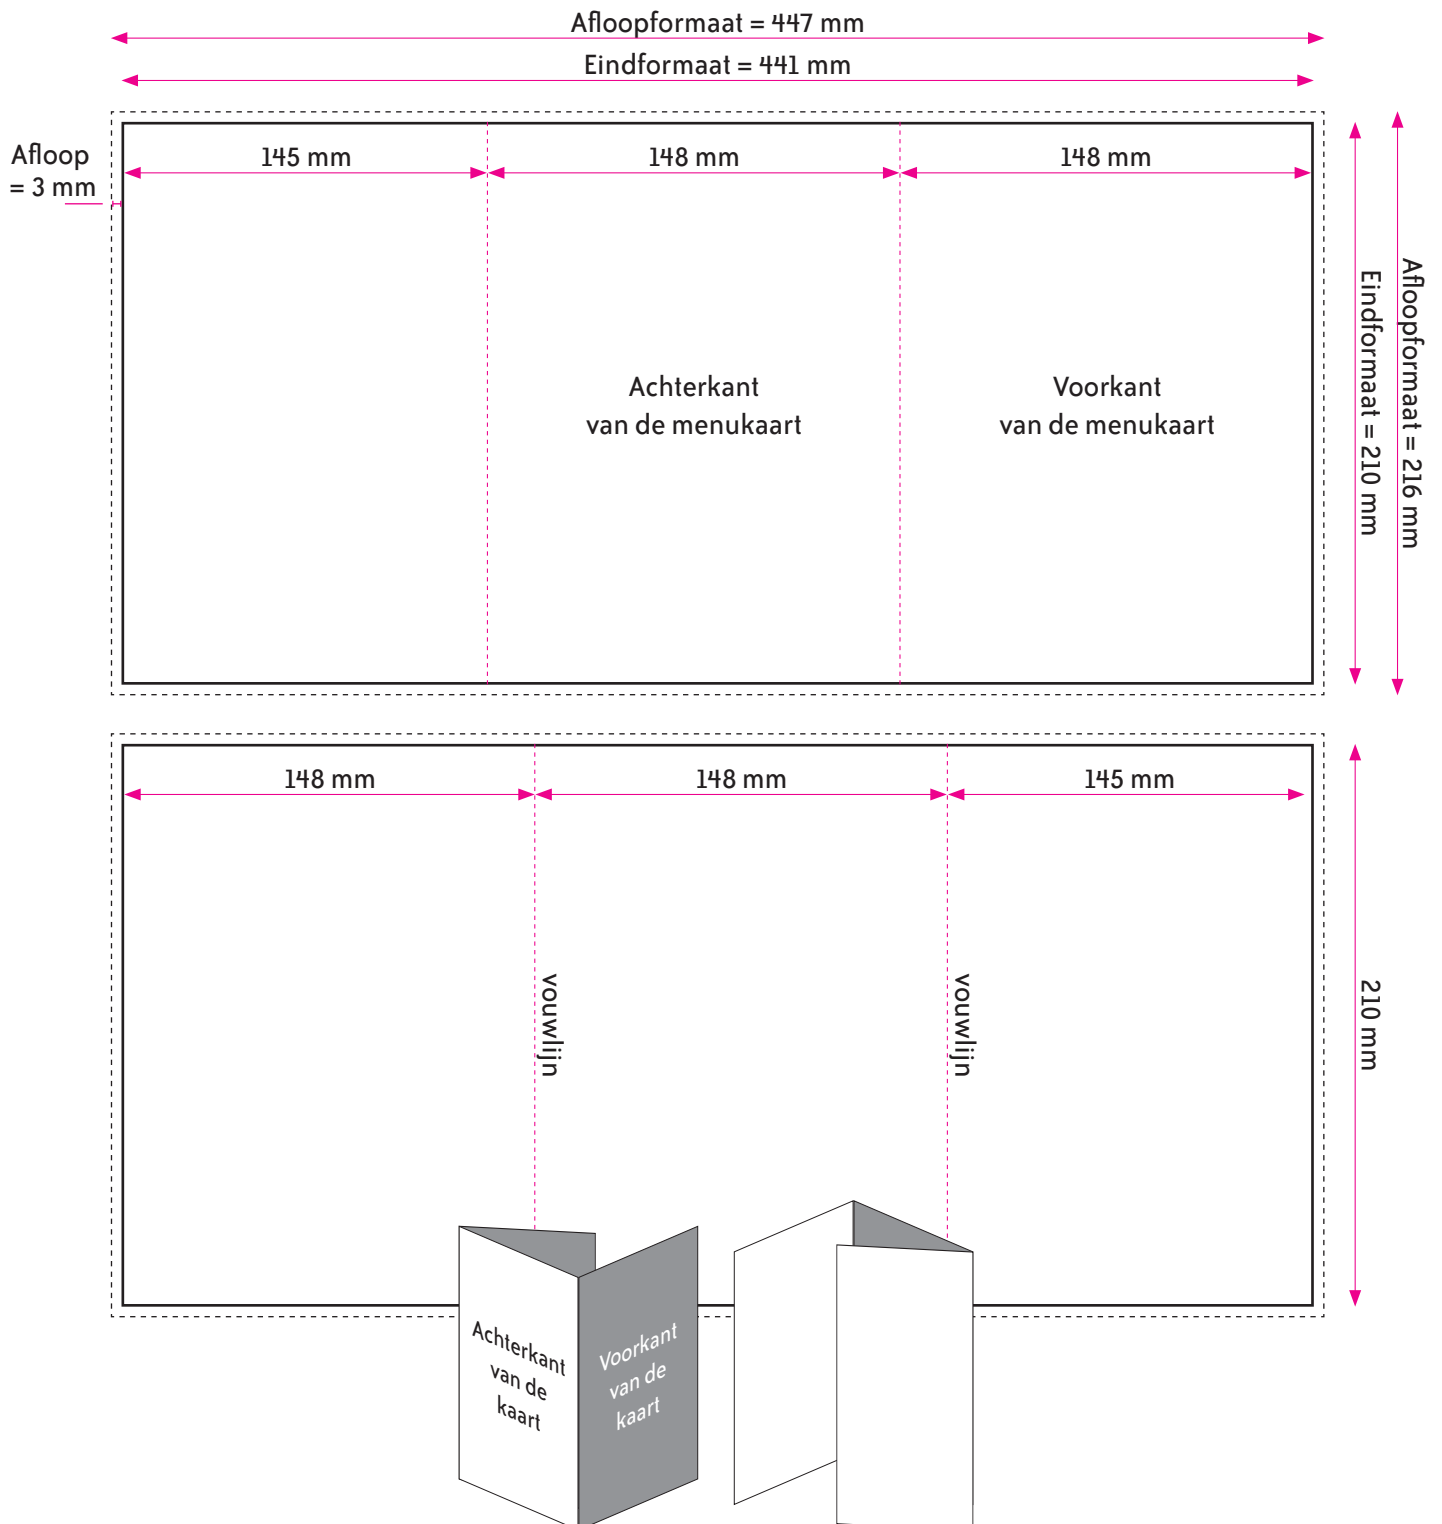 Afloopformaat = 447 mm
Eindformaat = 441 mm
Afloop
= 3 mm
145 mm
148 mm
148 mm
Achterkant
van de menukaart
Voorkant
van de menukaart
Eindformaat = 210 mm
Afloopformaat = 216 mm
148 mm
148 mm
145 mm
vouwlijn
vouwlijn
210 mm
Achterkant
van de
kaart
Voorkant
van de
kaart